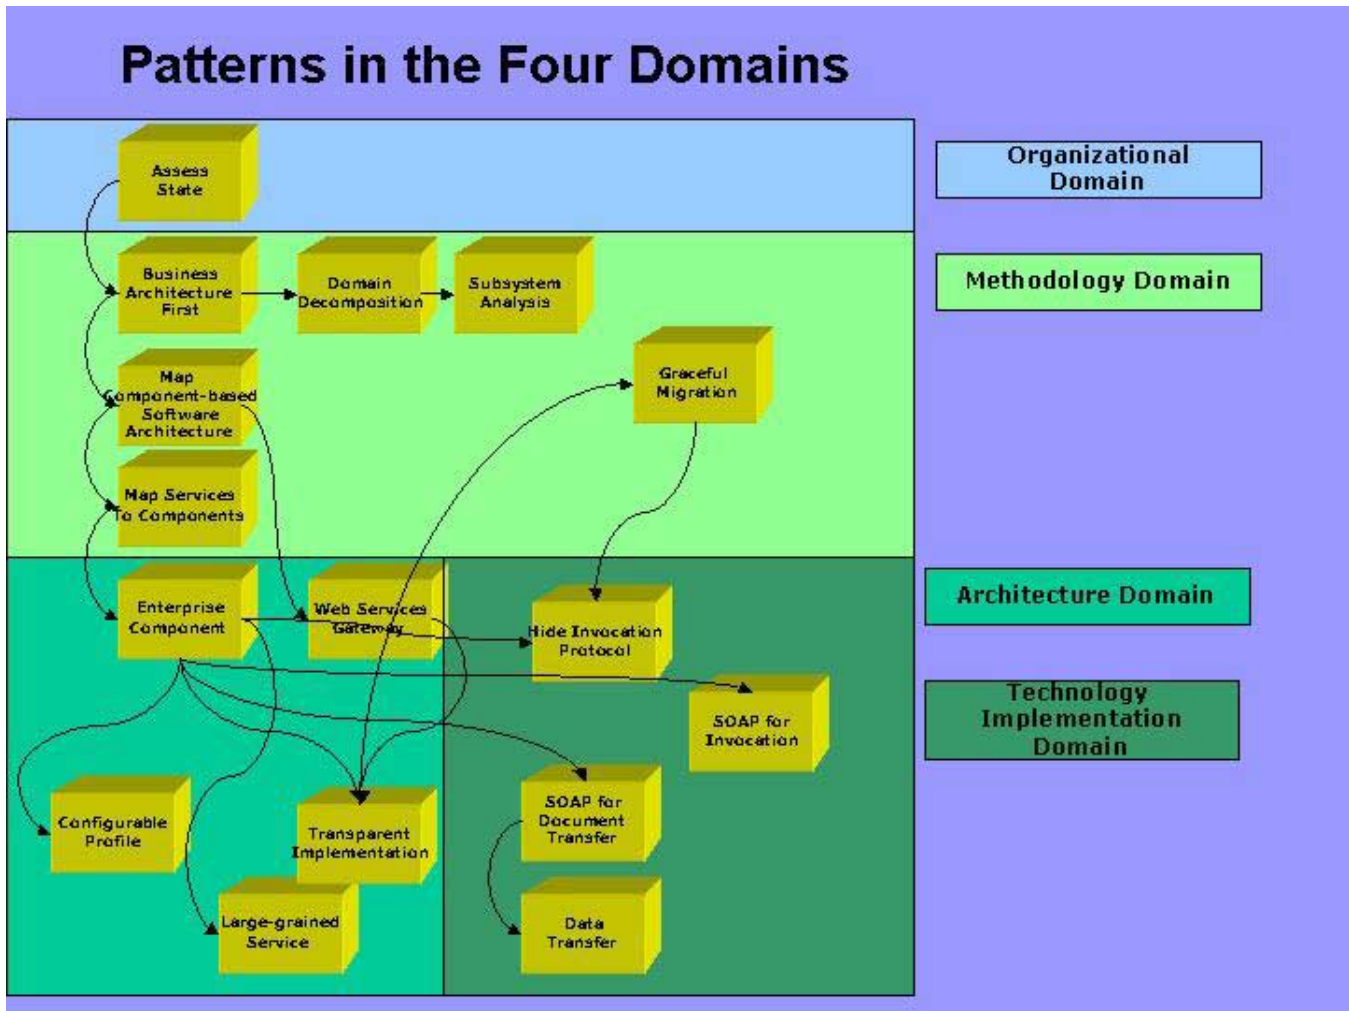 Patterns in the Four Domains
Assess
State
Organizational
Domain
Business
Architecture
First
Domain
Decomposition
Subsystem
Analysis
Methodology Domain
Map
Component-based
Software
Architecture
Graceful
Migration
Map Services
To Components
Enterprise
Component
Web Services
Gateway
Hide Invocation
Protocol
Architecture Domain
SOAP for
Invocation
Technology
Implementation
Domain
Configurable
Profile
Transparent
Implementation
SOAP for
Document
Transfer
Large-grained
Service
Data
Transfer